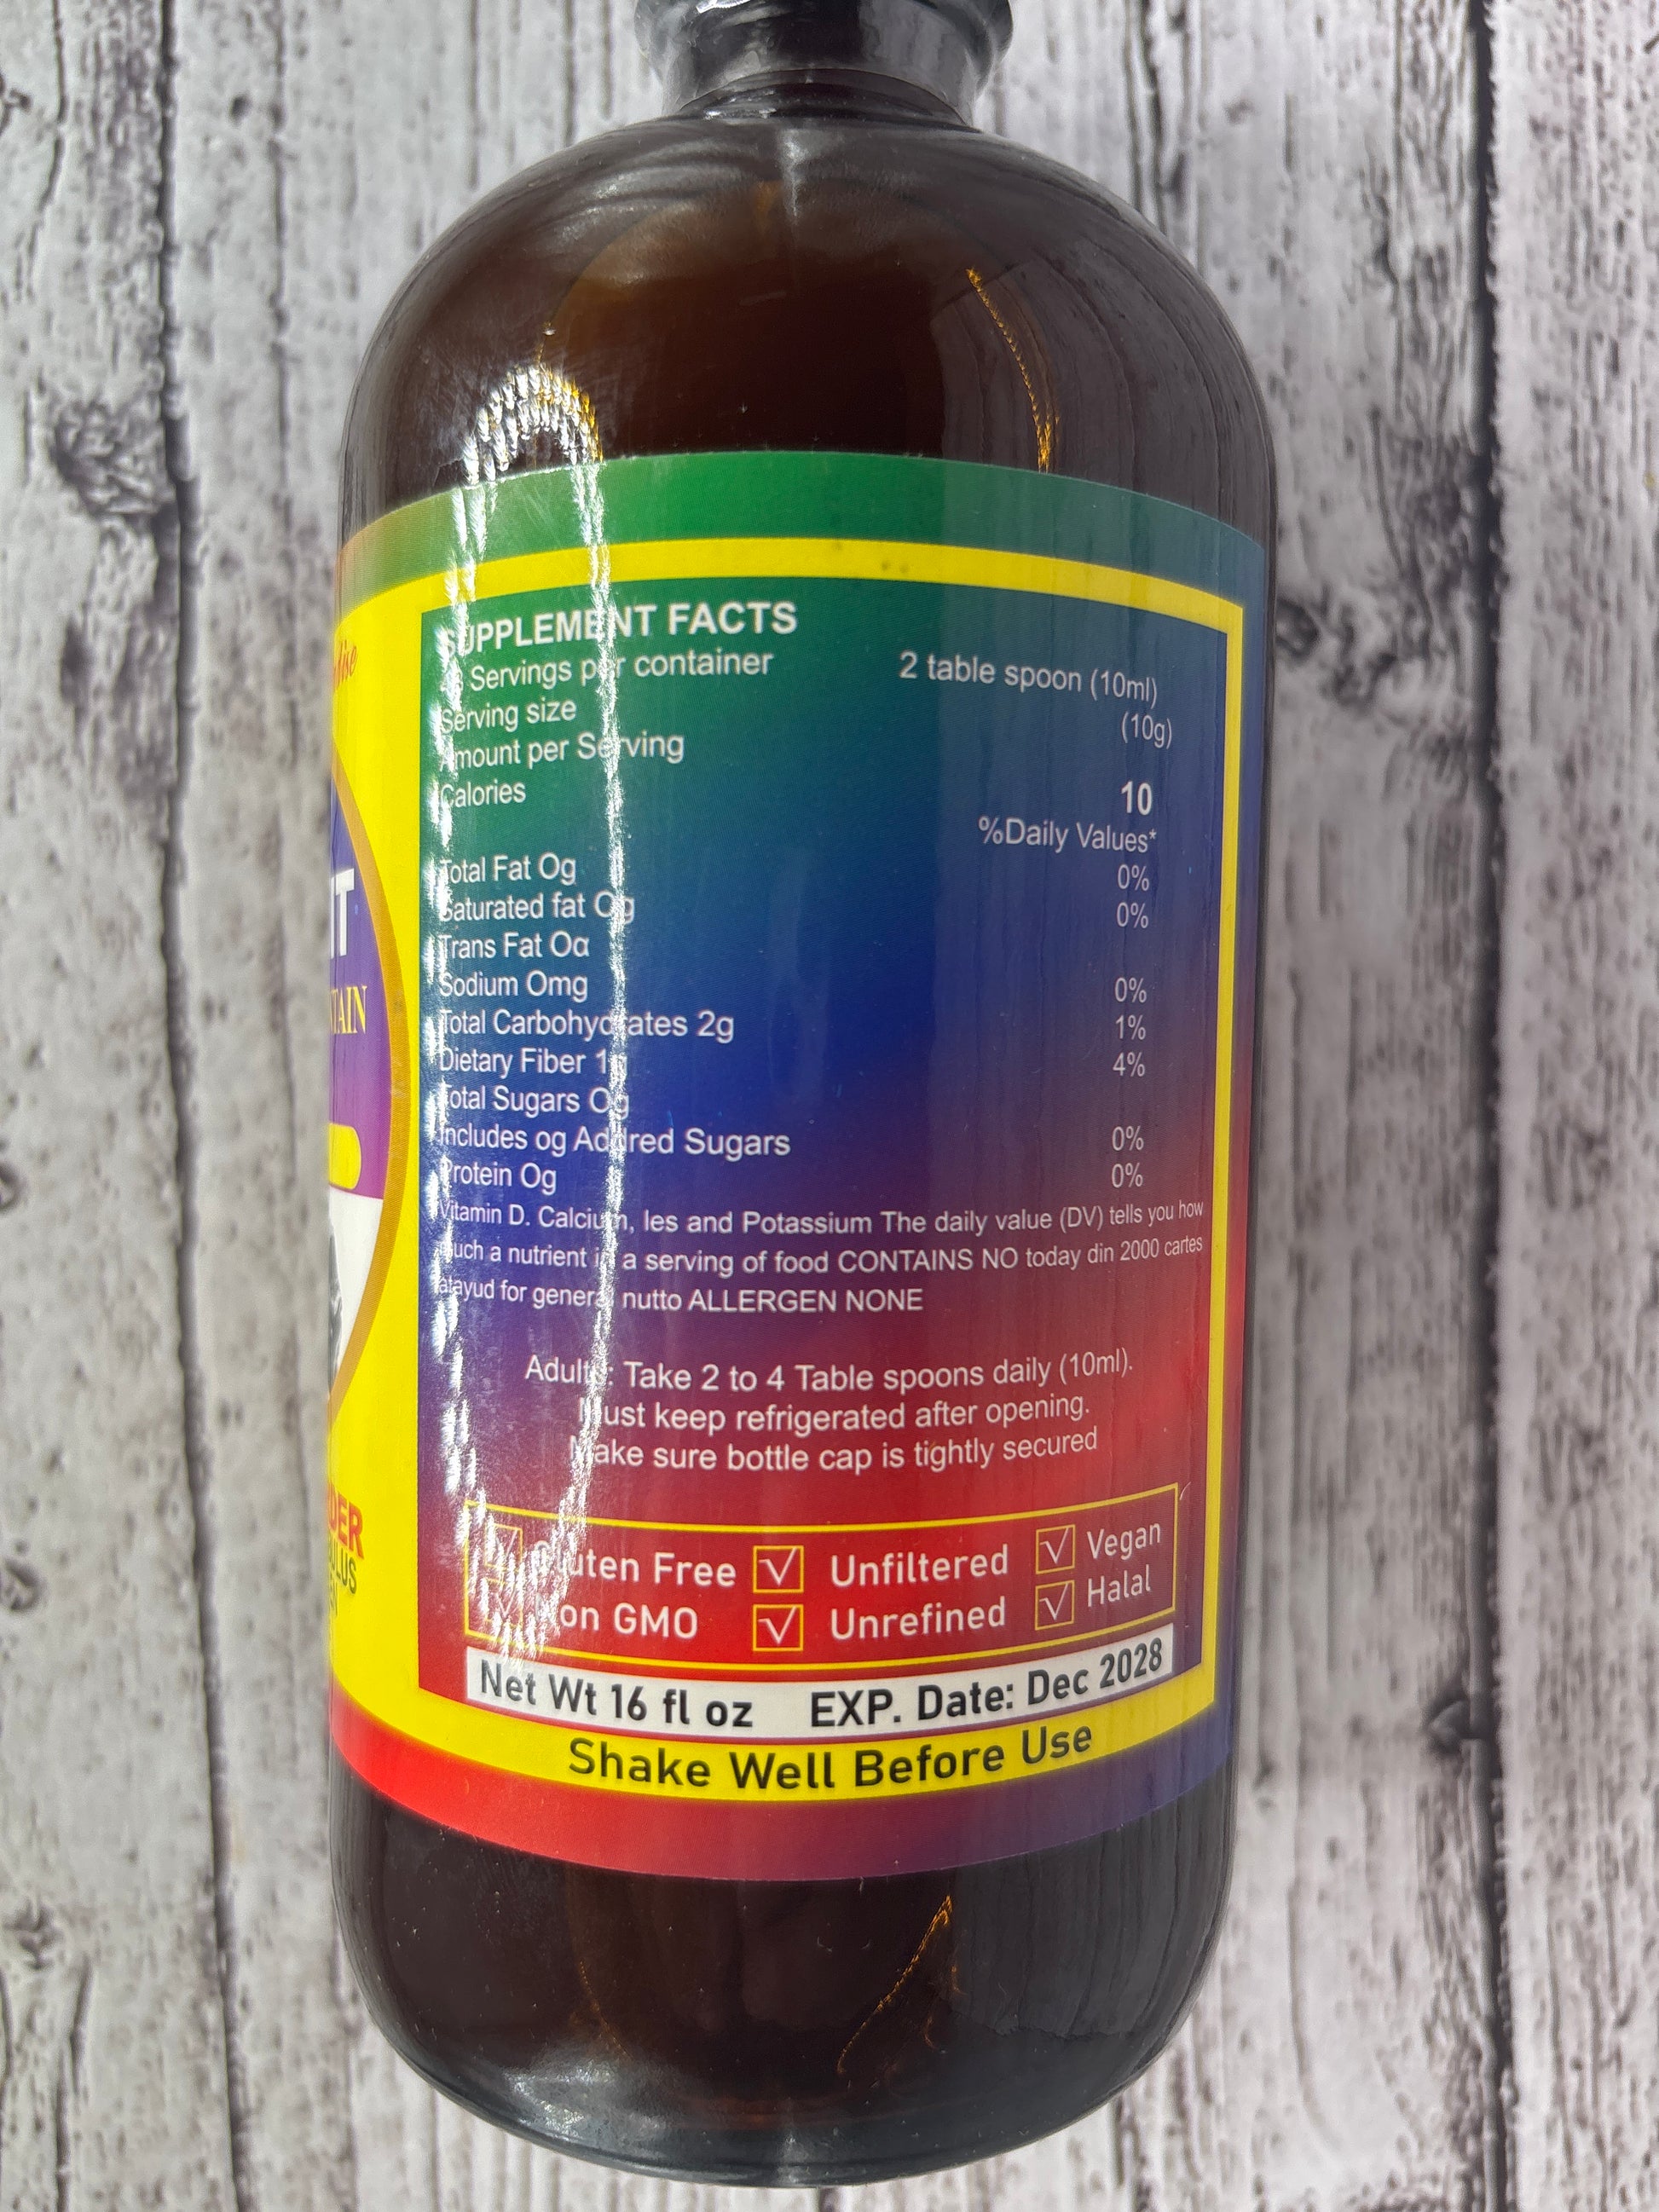 SUPPLEMENT FACTS
Servings per container 2 table spoon (10ml)
Serving size (10g)
Amount per Serving
Calories 10
%Daily Values*
Total Fat Og 0%
Saturated fat Og 0%
Trans Fat Oα
Sodium Omg 0%
Total Carbohydrates 2g 1%
Dietary Fiber 1g 4%
Total Sugars Og
Includes og Addred Sugars 0%
Protein Og 0%
Vitamin D. Calcium, les and Potassium The daily value (DV) tells you how
much a nutrient in a serving of food CONTAINS NO today din 2000 cartes
atayud for general nutto ALLERGEN NONE
Adults: Take 2 to 4 Table spoons daily (10ml).
Must keep refrigerated after opening.
Make sure bottle cap is tightly secured
Gluten Free Unfiltered Vegan
Non GMO Unrefined Halal
Net Wt 16 fl oz EXP. Date: Dec 2028
Shake Well Before Use